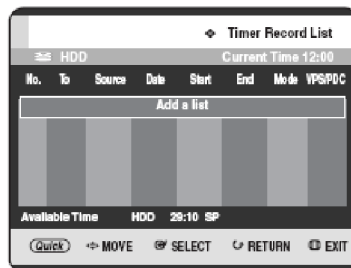 Timer Record List
HDD Current Time 12:00
No. To Source Date Start End Mode VPS/PDC
Add a list
Available Time HDD 29:10 SP
Quick MOVE SELECT RETURN EXIT